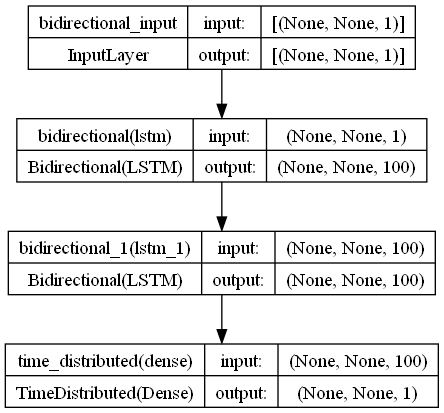 bidirectional_input input: [(None, None, 1)]
InputLayer output: [(None, None, 1)]
bidirectional(lstm) input: (None, None, 1)
Bidirectional(LSTM) output: (None, None, 100)
bidirectional_1(lstm_1) input: (None, None, 100)
Bidirectional(LSTM) output: (None, None, 100)
time_distributed(dense) input: (None, None, 100)
TimeDistributed(Dense) output: (None, None, 1)